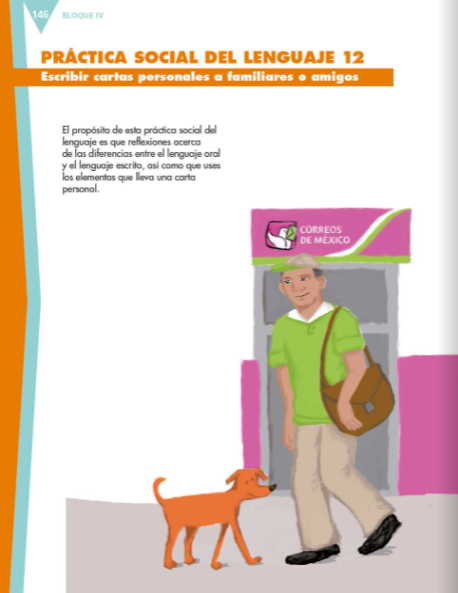 146
BLOQUE IV
PRÁCTICA SOCIAL DEL LENGUAJE 12
Escribir cartas personales a familiares o amigos
El propósito de esta práctica social del
lenguaje es que reflexiones acerca
de las diferencias entre el lenguaje oral
y el lenguaje escrito, así como que uses
los elementos que lleva una carta
personal.
CORREOS
DE MÉXICO